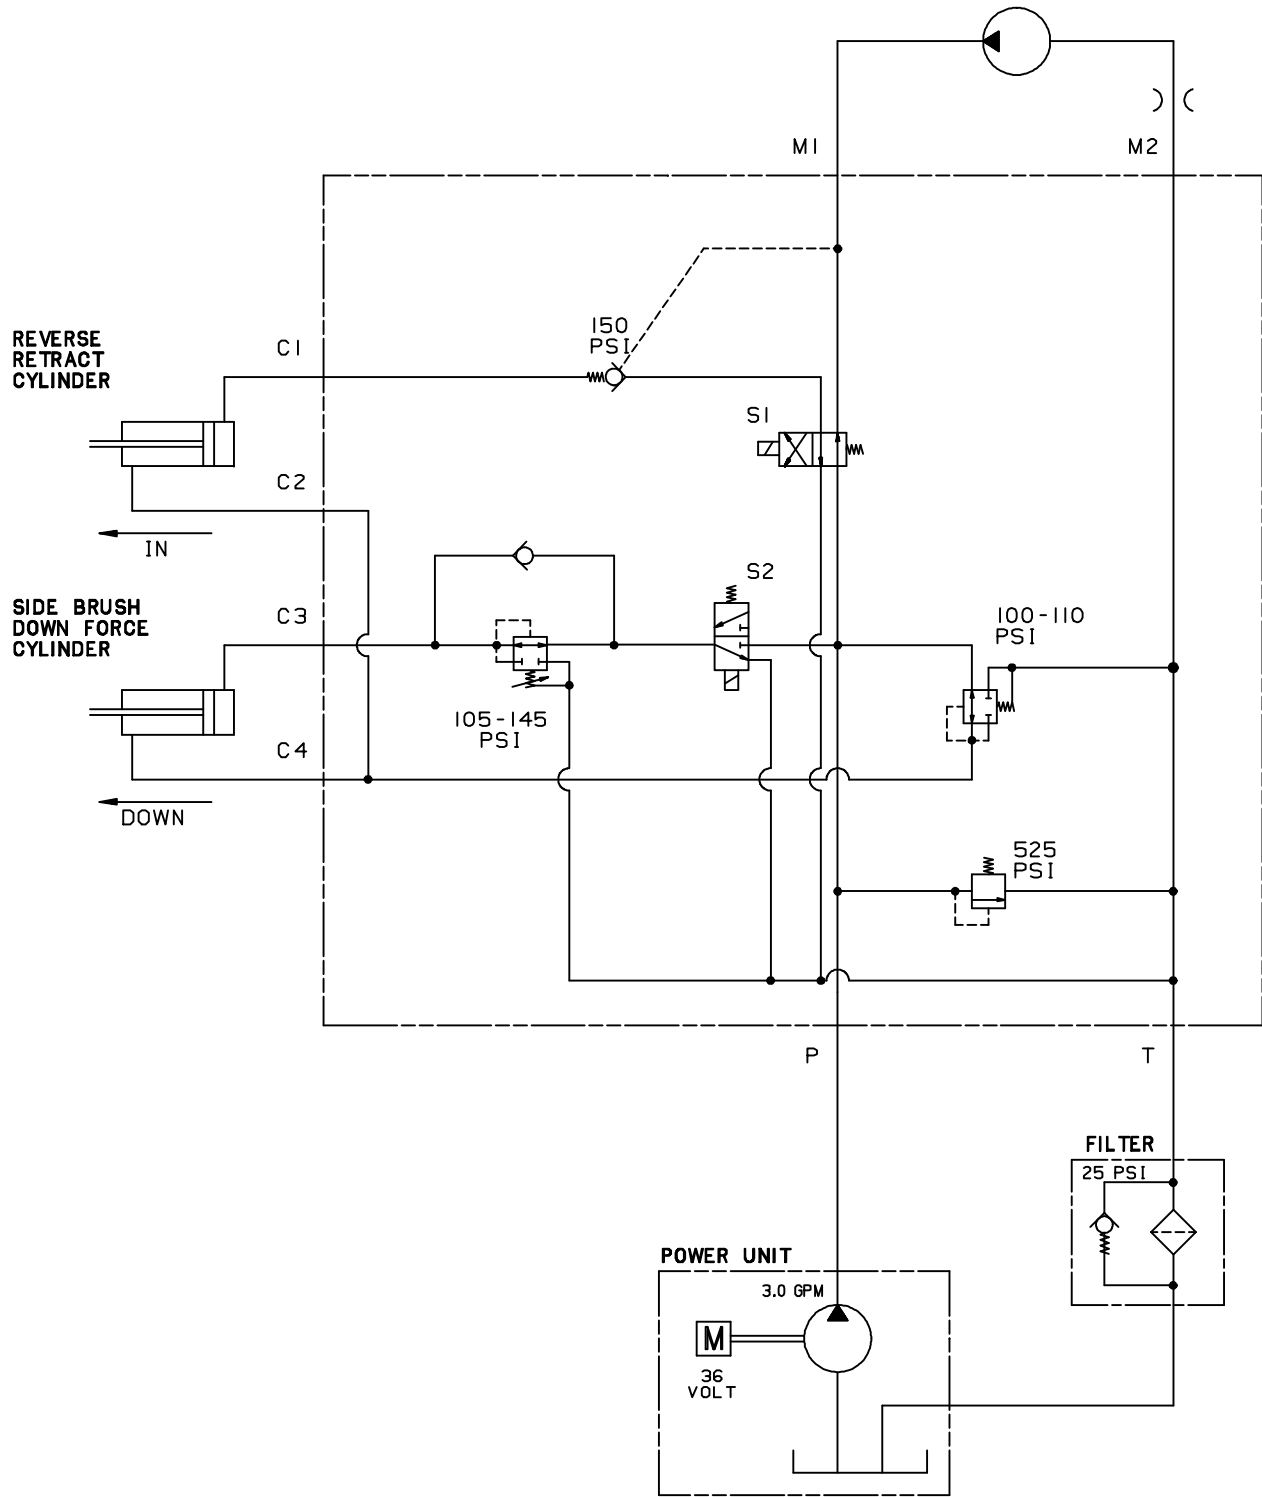 M1
M2
150
PSI
REVERSE
RETRACT
CYLINDER
C1
S1
C2
IN
S2
SIDE BRUSH
DOWN FORCE
CYLINDER
C3
100-110
PSI
105-145
PSI
C4
DOWN
525
PSI
P
T
FILTER
25 PSI
POWER UNIT
3.0 GPM
M
36
VOLT